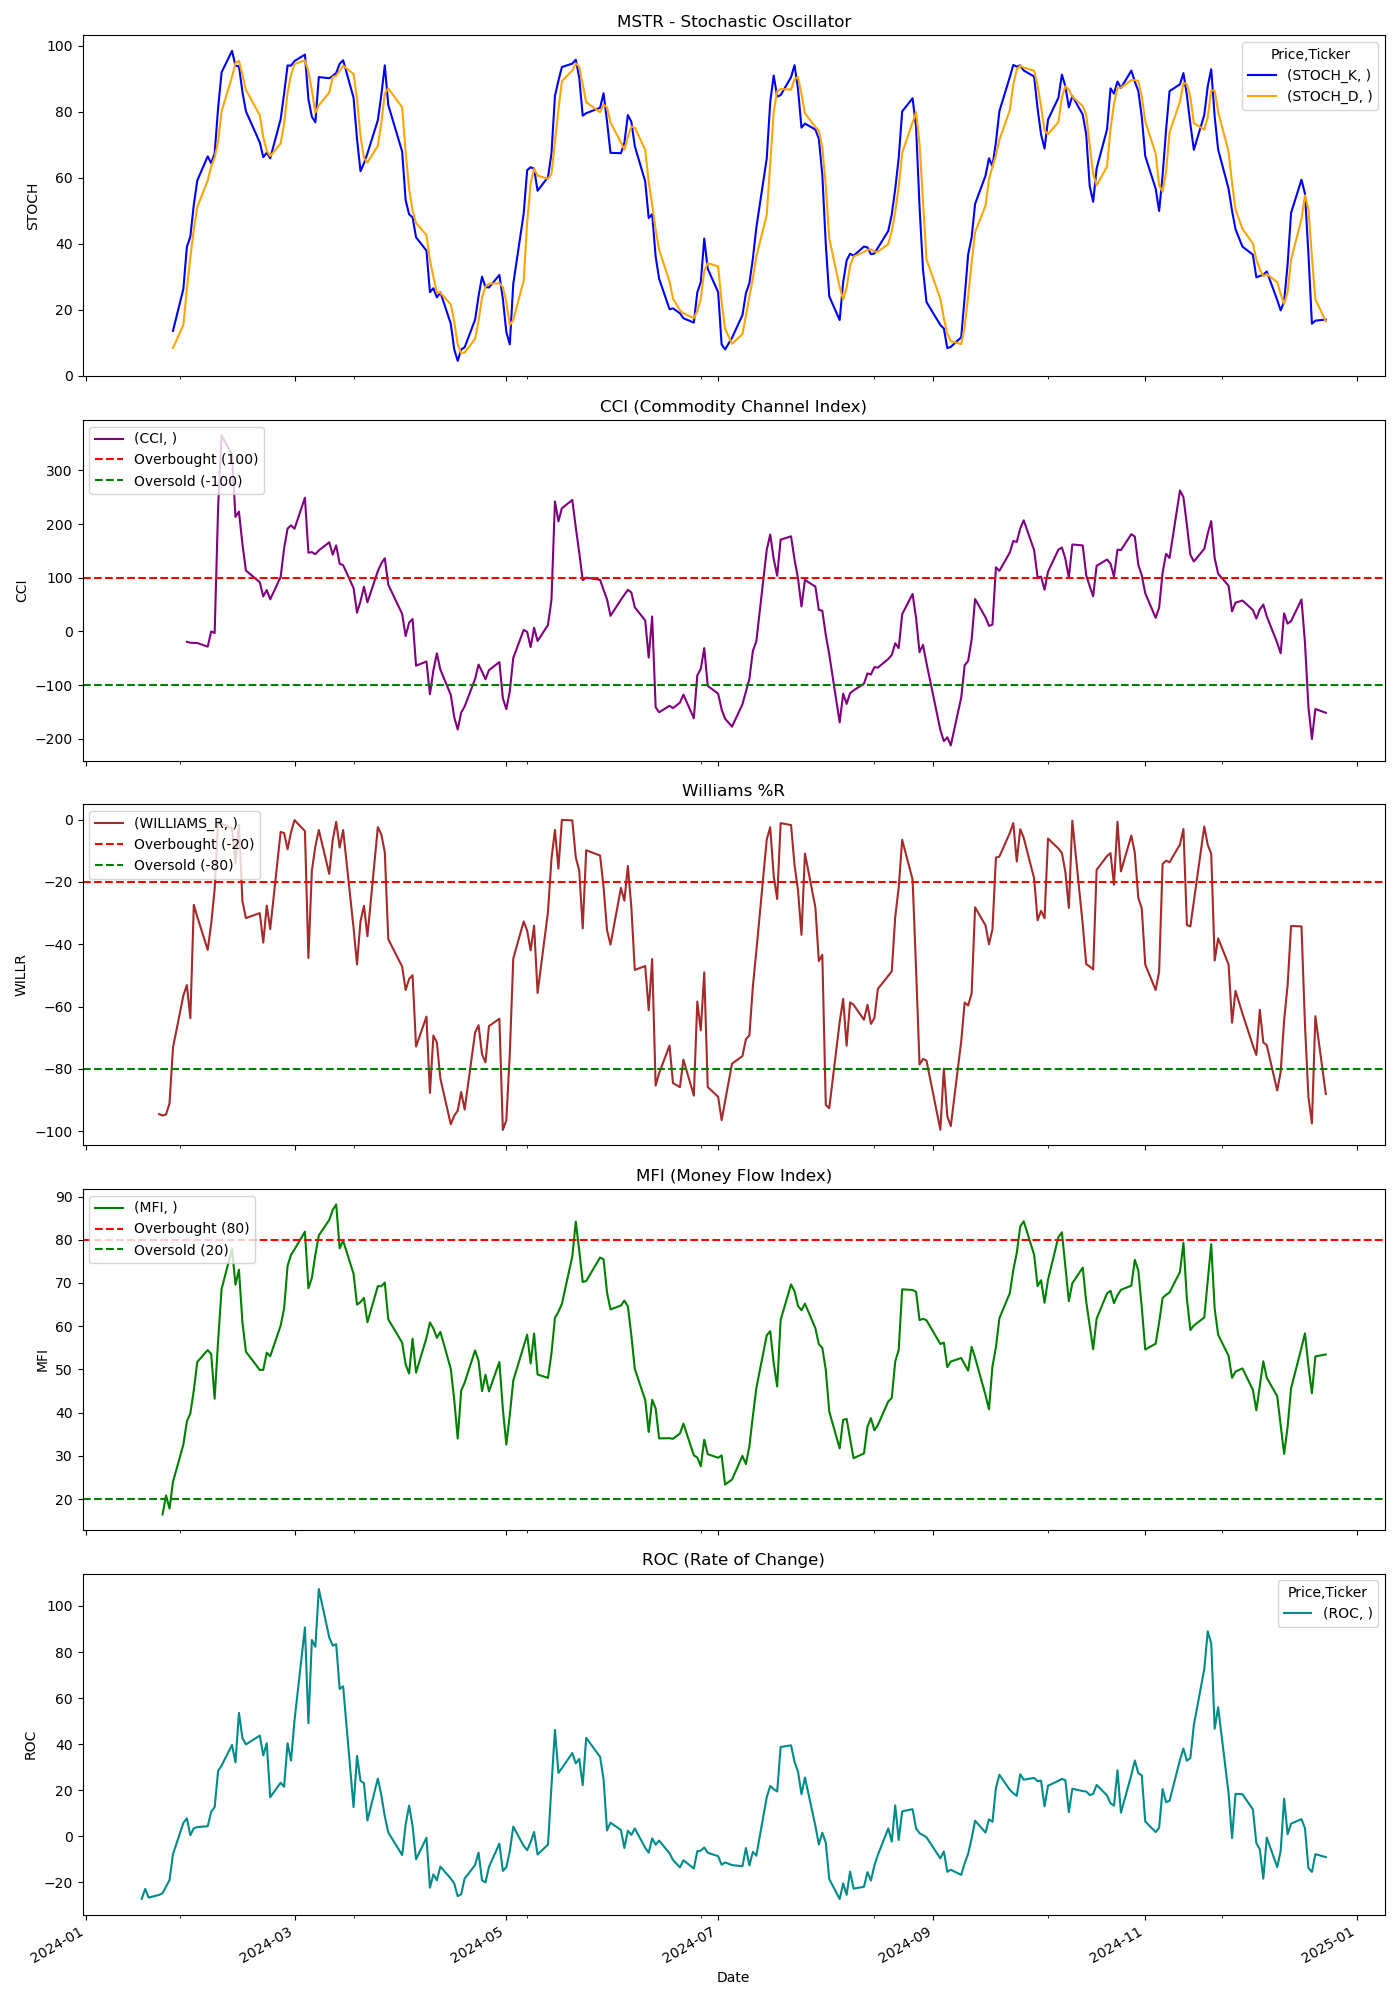 MSTR - Stochastic Oscillator
100
80
60
40
20
0
STOCH
Price,Ticker
(STOCH_K, )
(STOCH_D, )
CCI (Commodity Channel Index)
300
200
100
0
−100
−200
CCI
(CCI, )
Overbought (100)
Oversold (-100)
Williams %R
0
−20
−40
−60
−80
−100
WILLR
(WILLIAMS_R, )
Overbought (-20)
Oversold (-80)
MFI (Money Flow Index)
90
80
70
60
50
40
30
20
MFI
(MFI, )
Overbought (80)
Oversold (20)
ROC (Rate of Change)
100
80
60
40
20
0
−20
ROC
Price,Ticker
(ROC, )
2024-01
2024-03
2024-05
2024-07
2024-09
2024-11
2025-01
Date